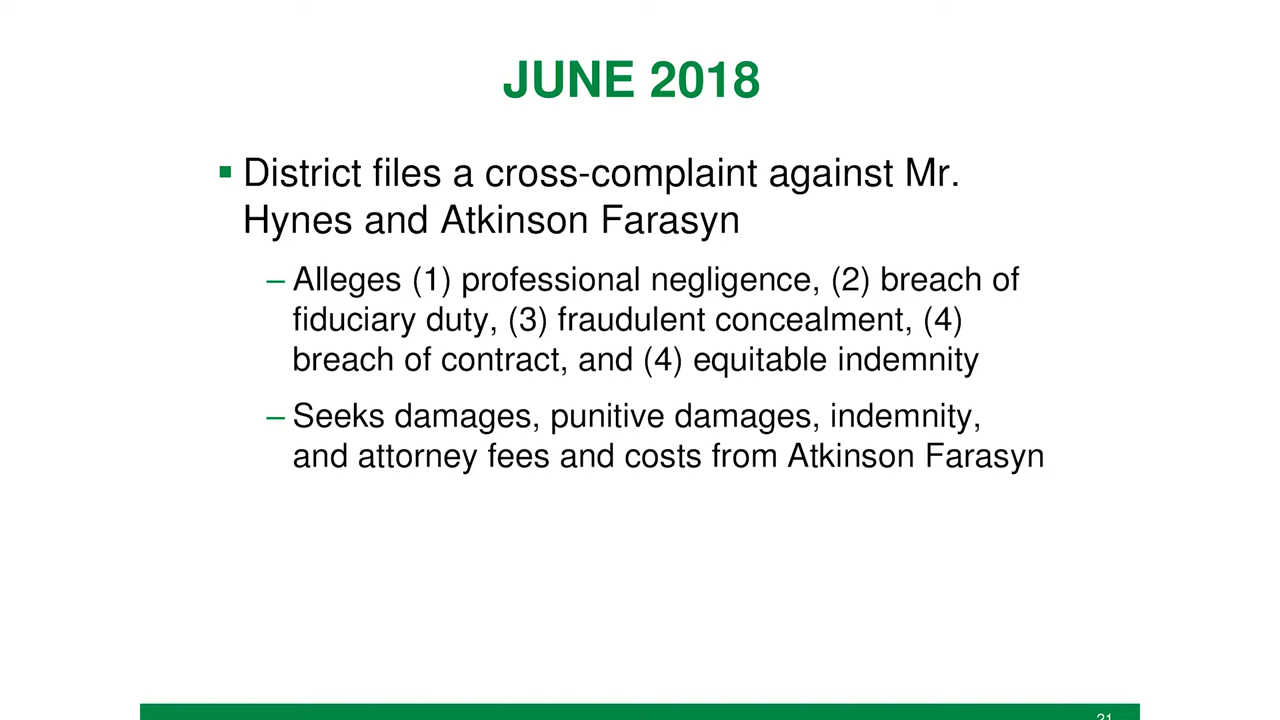 JUNE 2018
▪ District files a cross-complaint against Mr.
Hynes and Atkinson Farasyn
– Alleges (1) professional negligence, (2) breach of
fiduciary duty, (3) fraudulent concealment, (4)
breach of contract, and (4) equitable indemnity
– Seeks damages, punitive damages, indemnity,
and attorney fees and costs from Atkinson Farasyn